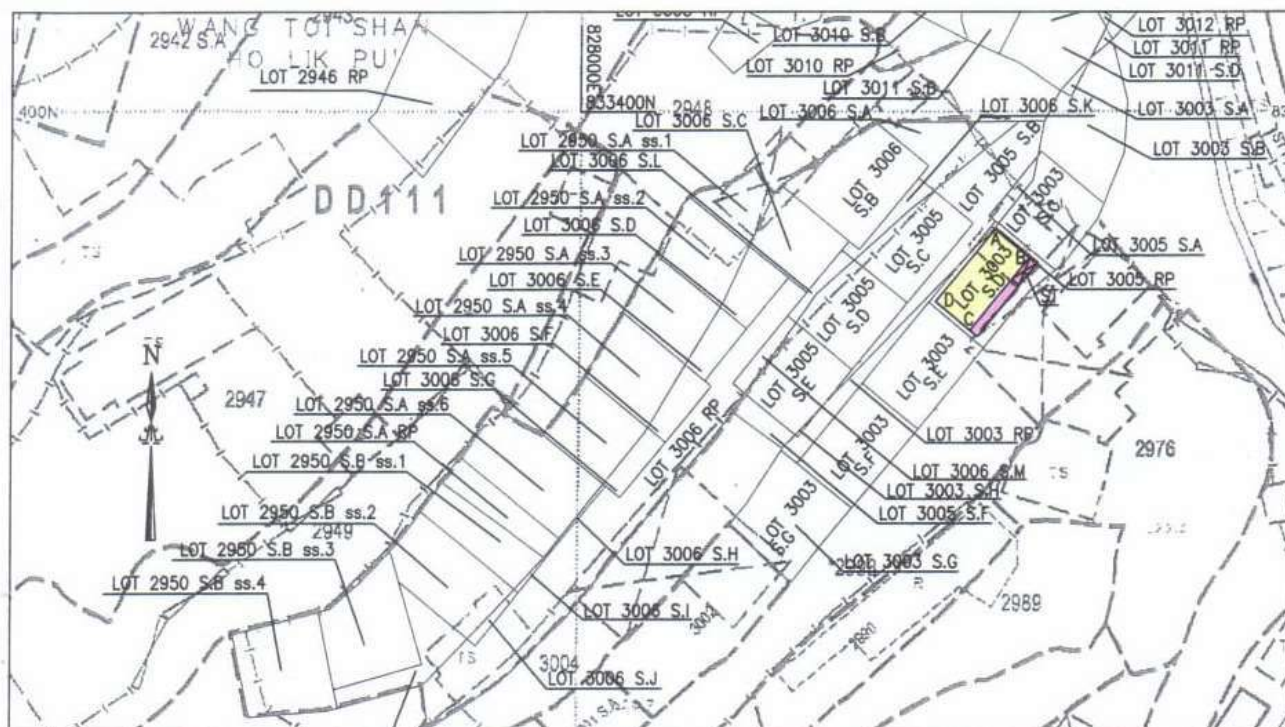 WANG TOI SHAN
HO LIK PUI
2942 S.A
2943
LOT 2946 RP
828000E
833400N
400N
2948
DD111
LOT 3010 S.B
LOT 3010 RP
LOT 3011 S.B
LOT 3006 S.A
LOT 3006 S.C
LOT 2950 S.A ss.1
LOT 3006 S.L
LOT 2950 S.A ss.2
LOT 3006 S.D
LOT 2950 S.A ss.3
LOT 3006 S.E
LOT 2950 S.A ss.4
LOT 3006 S.F
LOT 2950 S.A ss.5
LOT 3006 S.G
LOT 2950 S.A ss.6
LOT 2950 S.A RP
LOT 2950 S.B ss.1
LOT 2950 S.B ss.2
2949
LOT 2950 S.B ss.3
LOT 2950 S.B ss.4
LOT 3012 RP
LOT 3011 RP
LOT 3011 S.D
LOT 3006 S.K
LOT 3003 S.A
LOT 3003 S.B
LOT 3006 S.B
LOT 3005 S.B
LOT 3003 S.C
LOT 3005 S.C
LOT 3005 S.A
LOT 3003 S.D
A
B
C
D
LOT 3005 RP
LOT 3005 S.D
LOT 3003 S.E
LOT 3005 S.E
LOT 3006 RP
LOT 3003 S.F
LOT 3003 RP
LOT 3006 S.M
LOT 3003 S.H
LOT 3005 S.F
LOT 3003 S.G
LOT 3003 S.G
LOT 3006 S.H
LOT 3006 S.I
LOT 3006 S.J
N
2947
2976
TS
TS
TS
2989
2990
3002
3004